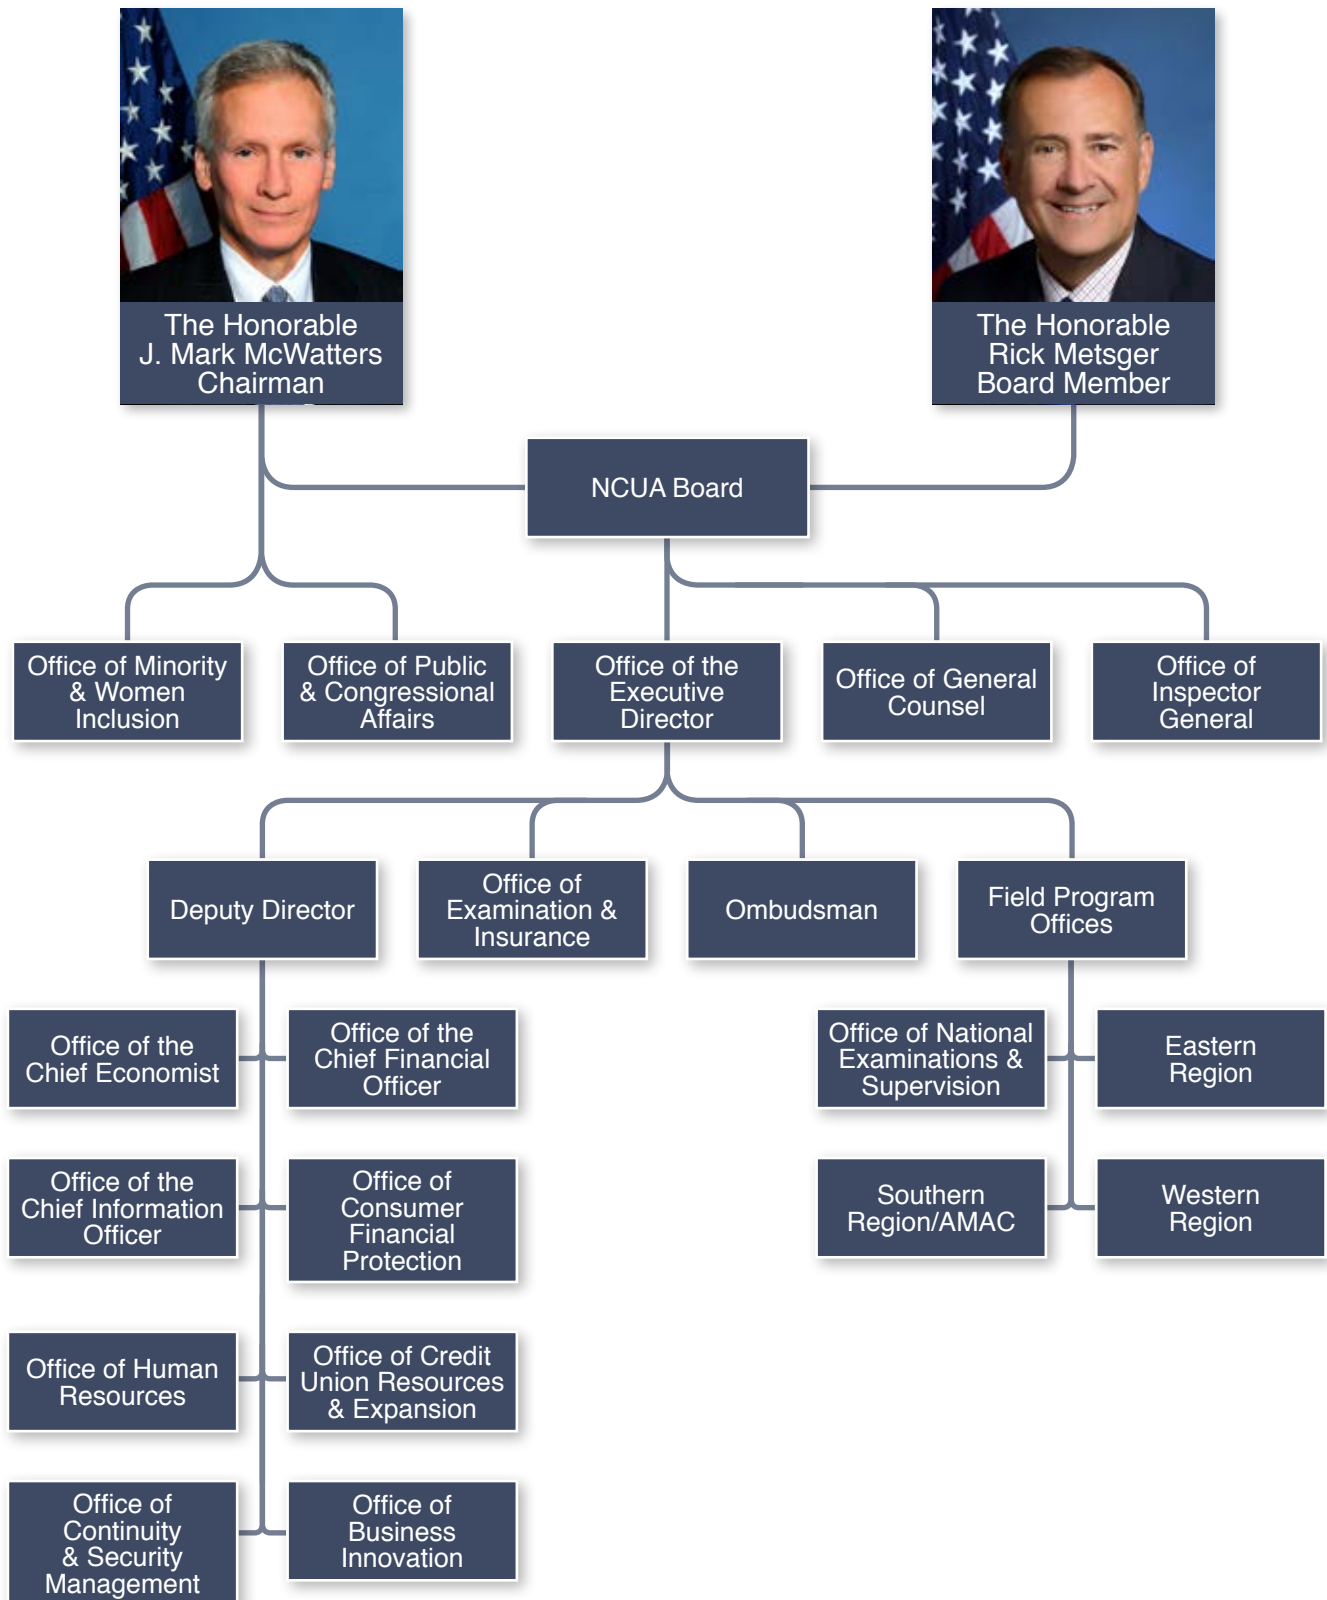 The Honorable
J. Mark McWatters
Chairman
The Honorable
Rick Metsger
Board Member
NCUA Board
Office of Minority
& Women
Inclusion
Office of Public
& Congressional
Affairs
Office of the
Executive
Director
Office of General
Counsel
Office of
Inspector
General
Deputy Director
Office of
Examination &
Insurance
Ombudsman
Field Program
Offices
Office of the
Chief Economist
Office of the
Chief Financial
Officer
Office of National
Examinations &
Supervision
Eastern
Region
Office of the
Chief Information
Officer
Office of
Consumer
Financial
Protection
Southern
Region/AMAC
Western
Region
Office of Human
Resources
Office of Credit
Union Resources
& Expansion
Office of
Continuity
& Security
Management
Office of
Business
Innovation